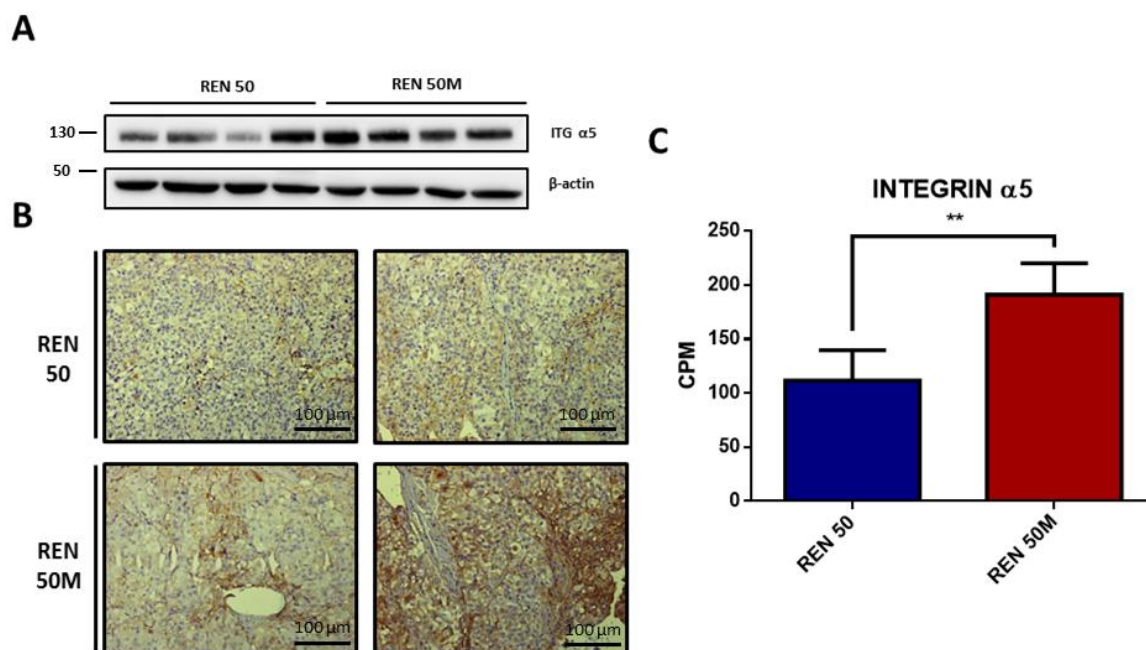 A
REN 50 REN 50M
130
ITG α5
50
β-actin
B
REN
50
100 µm
100 µm
REN
50M
100 µm
100 µm
C
INTEGRIN α5
**
250
200
150
100
50
0
CPM
REN 50
REN 50M